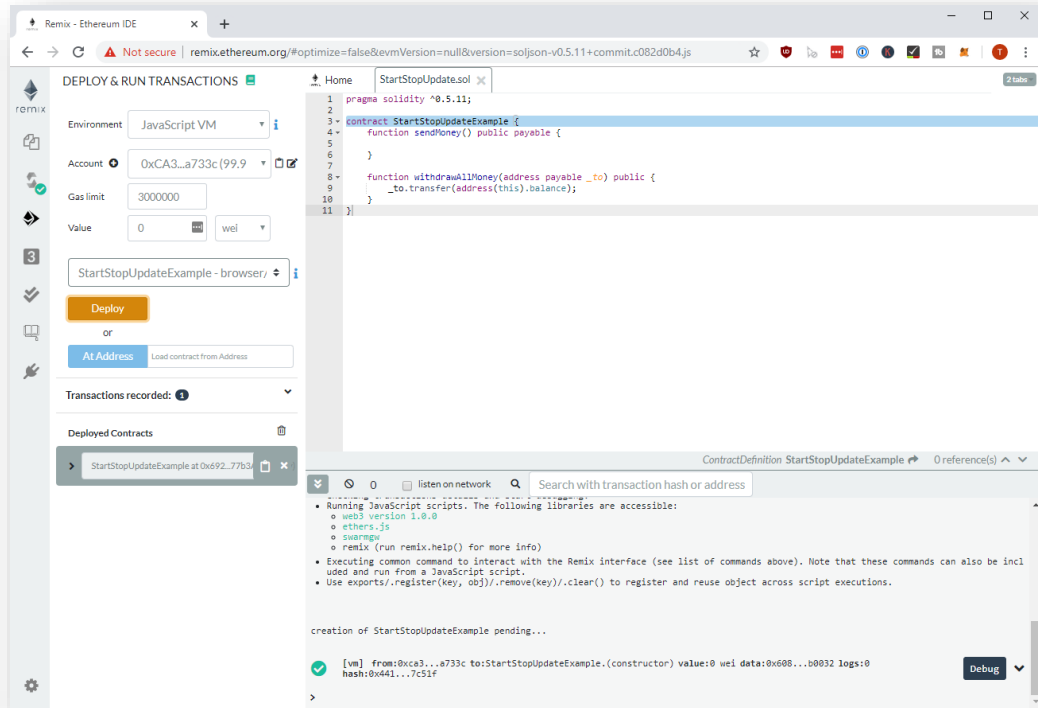 Remix - Ethereum IDE
Not secure | remix.ethereum.org/#optimize=false&evmVersion=null&version=soljson-v0.5.11+commit.c082d0b4.js
remix
DEPLOY & RUN TRANSACTIONS
Environment JavaScript VM
Account 0xCA3...a733c (99.9
Gas limit 3000000
Value 0 wei
StartStopUpdateExample - browser/
Deploy
or
At Address Load contract from Address
Transactions recorded: 1
Deployed Contracts
StartStopUpdateExample at 0x692...77b3
Home StartStopUpdate.sol 2 tabs
1 pragma solidity ^0.5.11;
2
3 contract StartStopUpdateExample {
4 function sendMoney() public payable {
5
6 }
7
8 function withdrawAllMoney(address payable _to) public {
9 _to.transfer(address(this).balance);
10 }
11 }
ContractDefinition StartStopUpdateExample 0 reference(s)
0 listen on network Search with transaction hash or address
• Running JavaScript scripts. The following libraries are accessible:
web3 version 1.0.0
ethers.js
swarmgw
remix (run remix.help() for more info)
• Executing common command to interact with the Remix interface (see list of commands above). Note that these commands can also be incl
uded and run from a JavaScript script.
• Use exports/.register(key, obj)/.remove(key)/.clear() to register and reuse object across script executions.
creation of StartStopUpdateExample pending...
[vm] from:0xca3...a733c to:StartStopUpdateExample.(constructor) value:0 wei data:0x608...b0032 logs:0
hash:0x441...7c51f
Debug
>